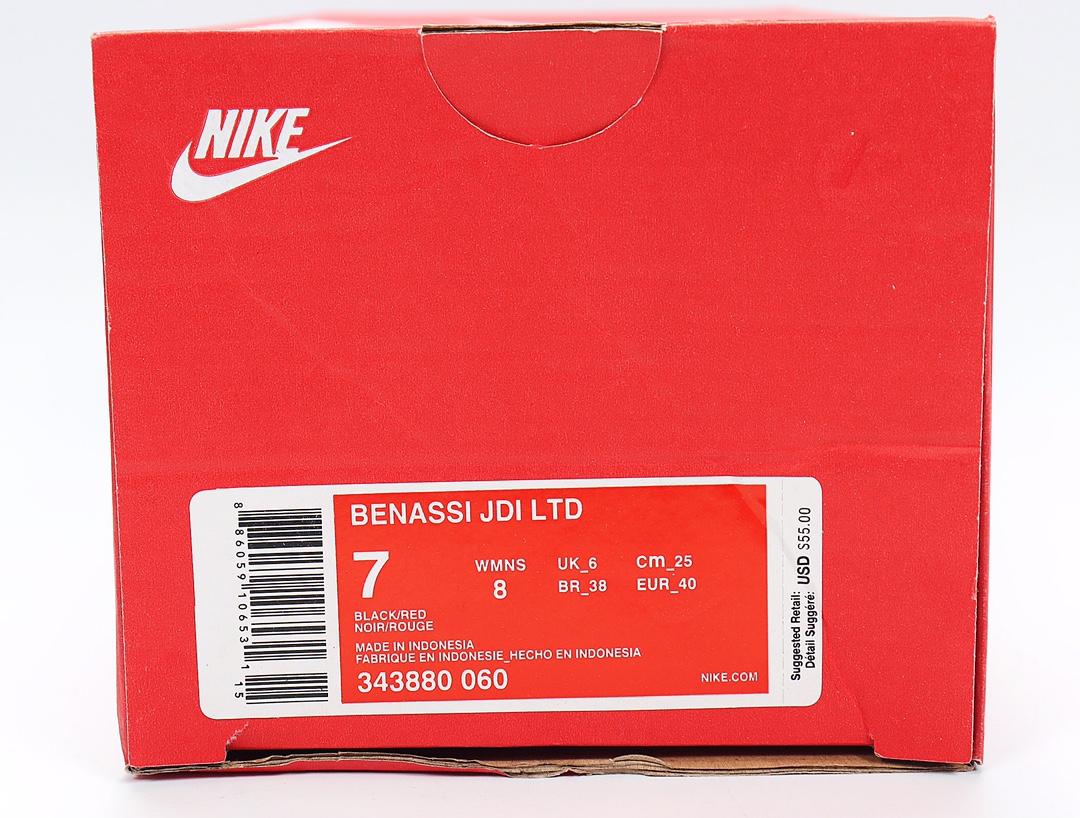 NIKE
BENASSI JDI LTD
7
WMNS
8
UK_6
BR_38
Cm_25
EUR_40
BLACK/RED
NOIR/ROUGE
MADE IN INDONESIA
FABRIQUE EN INDONESIE_HECHO EN INDONESIA
343880 060
NIKE.COM
8 86059 10653 1
15
Suggested Retail: USD S55.00
Détail Suggéré: